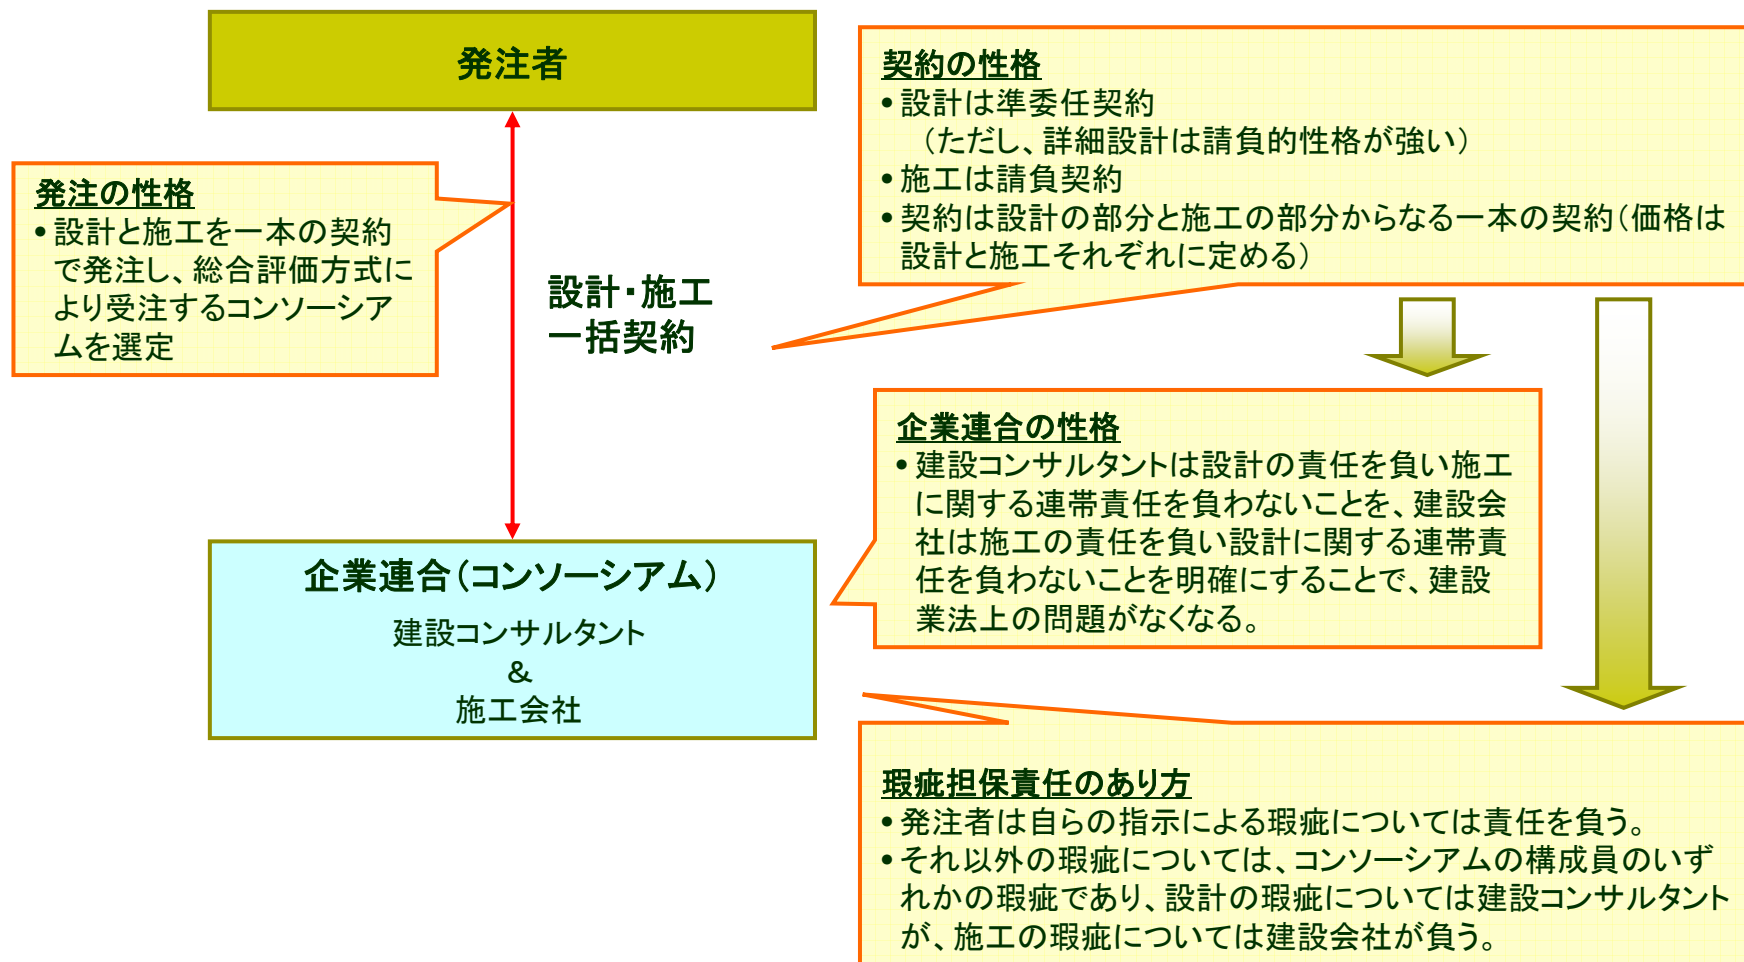 発注者
契約の性格
•設計は準委任契約
(ただし、詳細設計は請負的性格が強い)
•施工は請負契約
•契約は設計の部分と施工の部分からなる一本の契約(価格は
設計と施工それぞれに定める)
発注の性格
•設計と施工を一本の契約
で発注し、総合評価方式に
より受注するコンソーシア
ムを選定
設計・施工
一括契約
企業連合の性格
•建設コンサルタントは設計の責任を負い施工
に関する連帯責任を負わないことを、建設会
社は施工の責任を負い設計に関する連帯責
任を負わないことを明確にすることで、建設
業法上の問題がなくなる。
企業連合(コンソーシアム)
建設コンサルタント
&
施工会社
瑕疵担保責任のあり方
•発注者は自らの指示による瑕疵については責任を負う。
•それ以外の瑕疵については、コンソーシアムの構成員のいず
れかの瑕疵であり、設計の瑕疵については建設コンサルタント
が、施工の瑕疵については建設会社が負う。